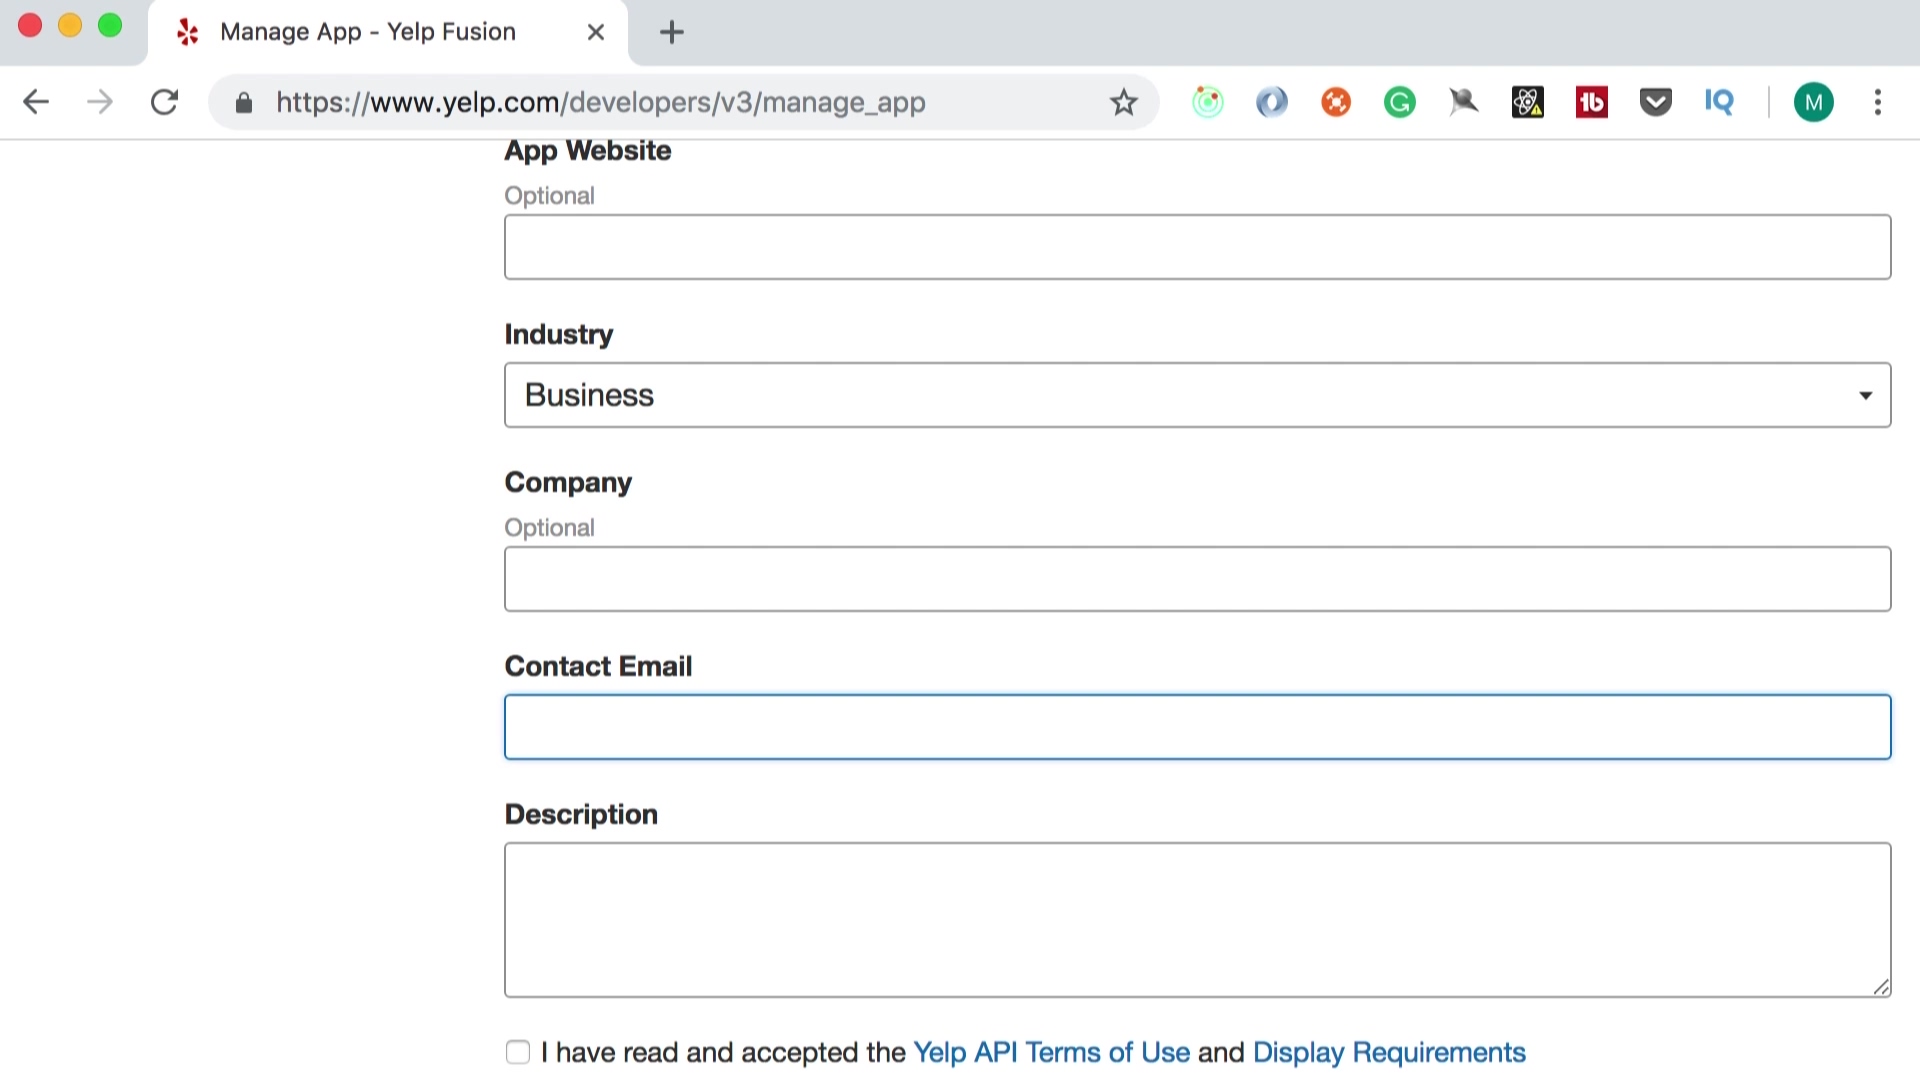 Manage App - Yelp Fusion
https://www.yelp.com/developers/v3/manage_app
IQ
M
App Website
Optional
Industry
Business
Company
Optional
Contact Email
Description
I have read and accepted the Yelp API Terms of Use and Display Requirements